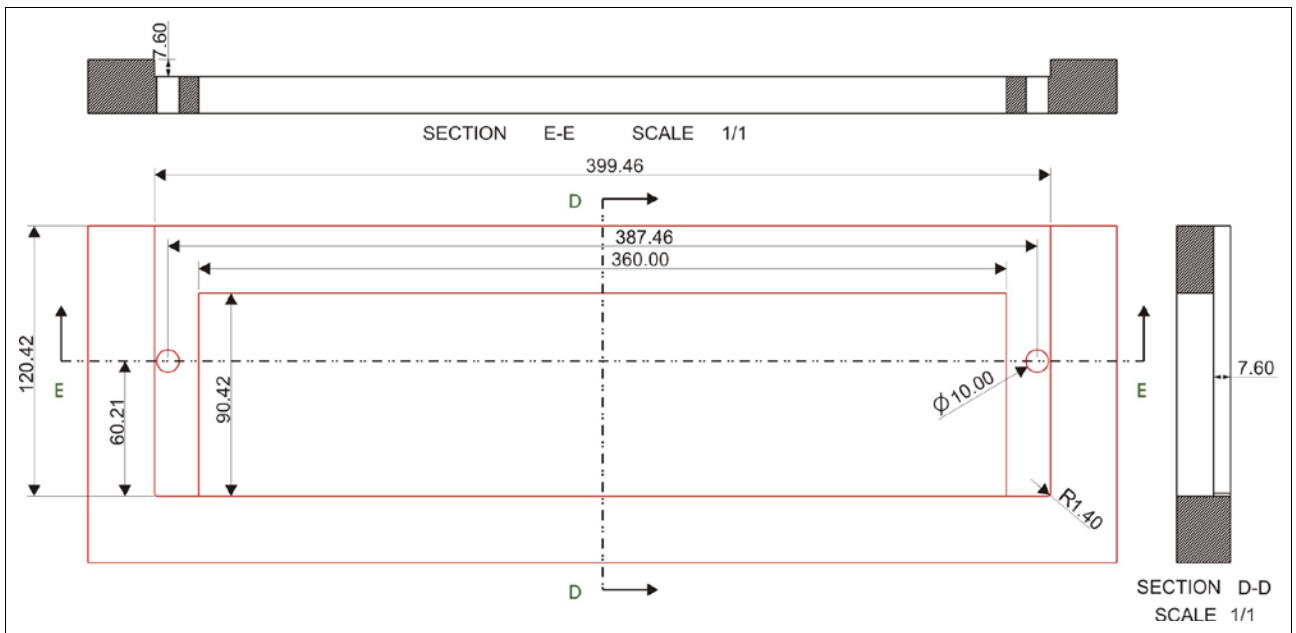 7.60
SECTION E-E SCALE 1/1
399.46
D
387.46
360.00
120.42
E
60.21
90.42
Φ10.00
E
7.60
R1.40
D
SECTION D-D
SCALE 1/1